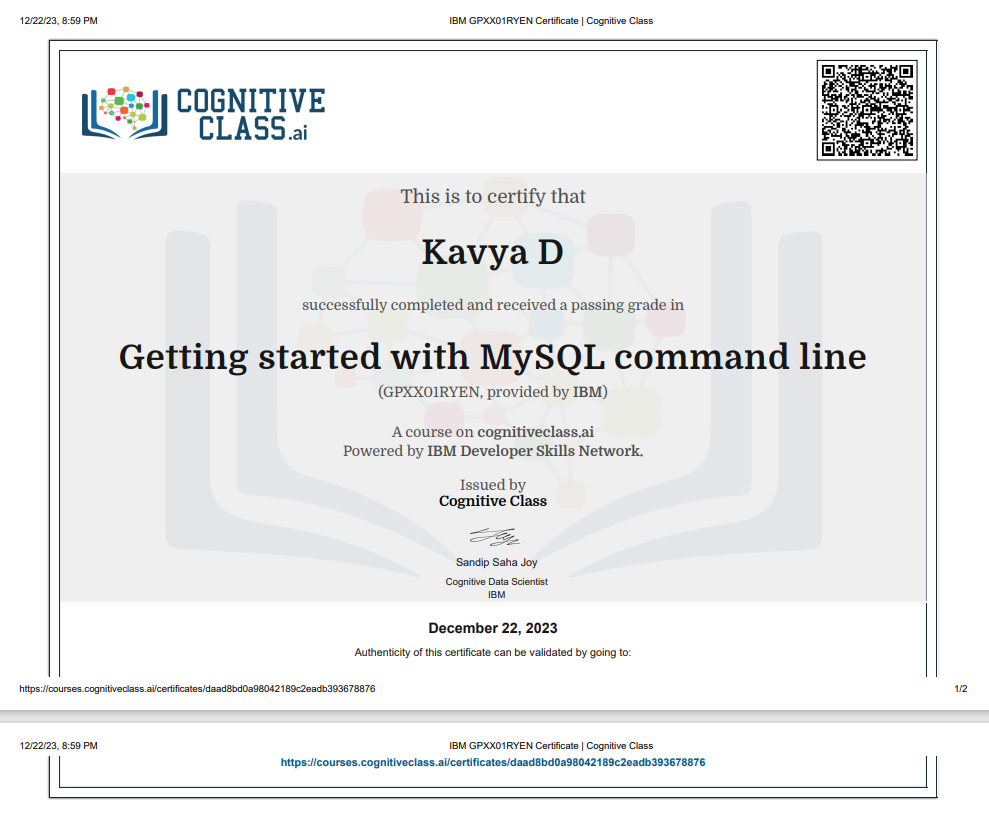 12/22/23, 8:59 PM IBM GPXX01RYEN Certificate | Cognitive Class
COGNITIVE
CLASS.ai
This is to certify that
Kavya D
successfully completed and received a passing grade in
Getting started with MySQL command line
(GPXX01RYEN, provided by IBM)
A course on cognitiveclass.ai
Powered by IBM Developer Skills Network.
Issued by
Cognitive Class
Sandip Saha Joy
Cognitive Data Scientist
IBM
December 22, 2023
Authenticity of this certificate can be validated by going to:
https://courses.cognitiveclass.ai/certificates/daad8bd0a98042189c2eadb393678876 1/2
12/22/23, 8:59 PM IBM GPXX01RYEN Certificate | Cognitive Class
https://courses.cognitiveclass.ai/certificates/daad8bd0a98042189c2eadb393678876